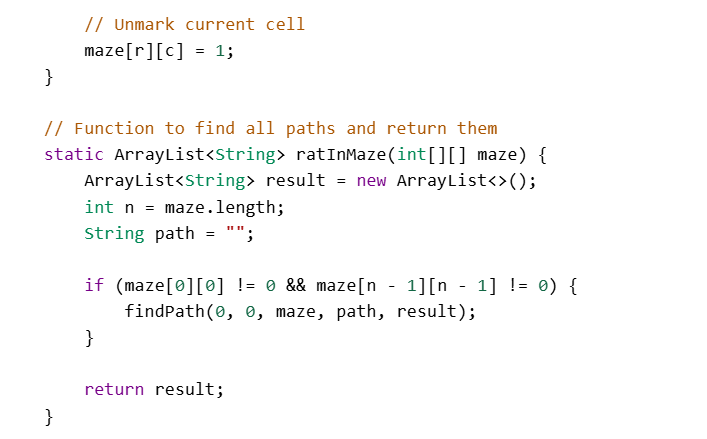 // Unmark current cell
        maze[r][c] = 1;
    }

    // Function to find all paths and return them
    static ArrayList<String> ratInMaze(int[][] maze) {
        ArrayList<String> result = new ArrayList<>();
        int n = maze.length;
        String path = "";

        if (maze[0][0] != 0 && maze[n - 1][n - 1] != 0) {
            findPath(0, 0, maze, path, result);
        }

        return result;
    }